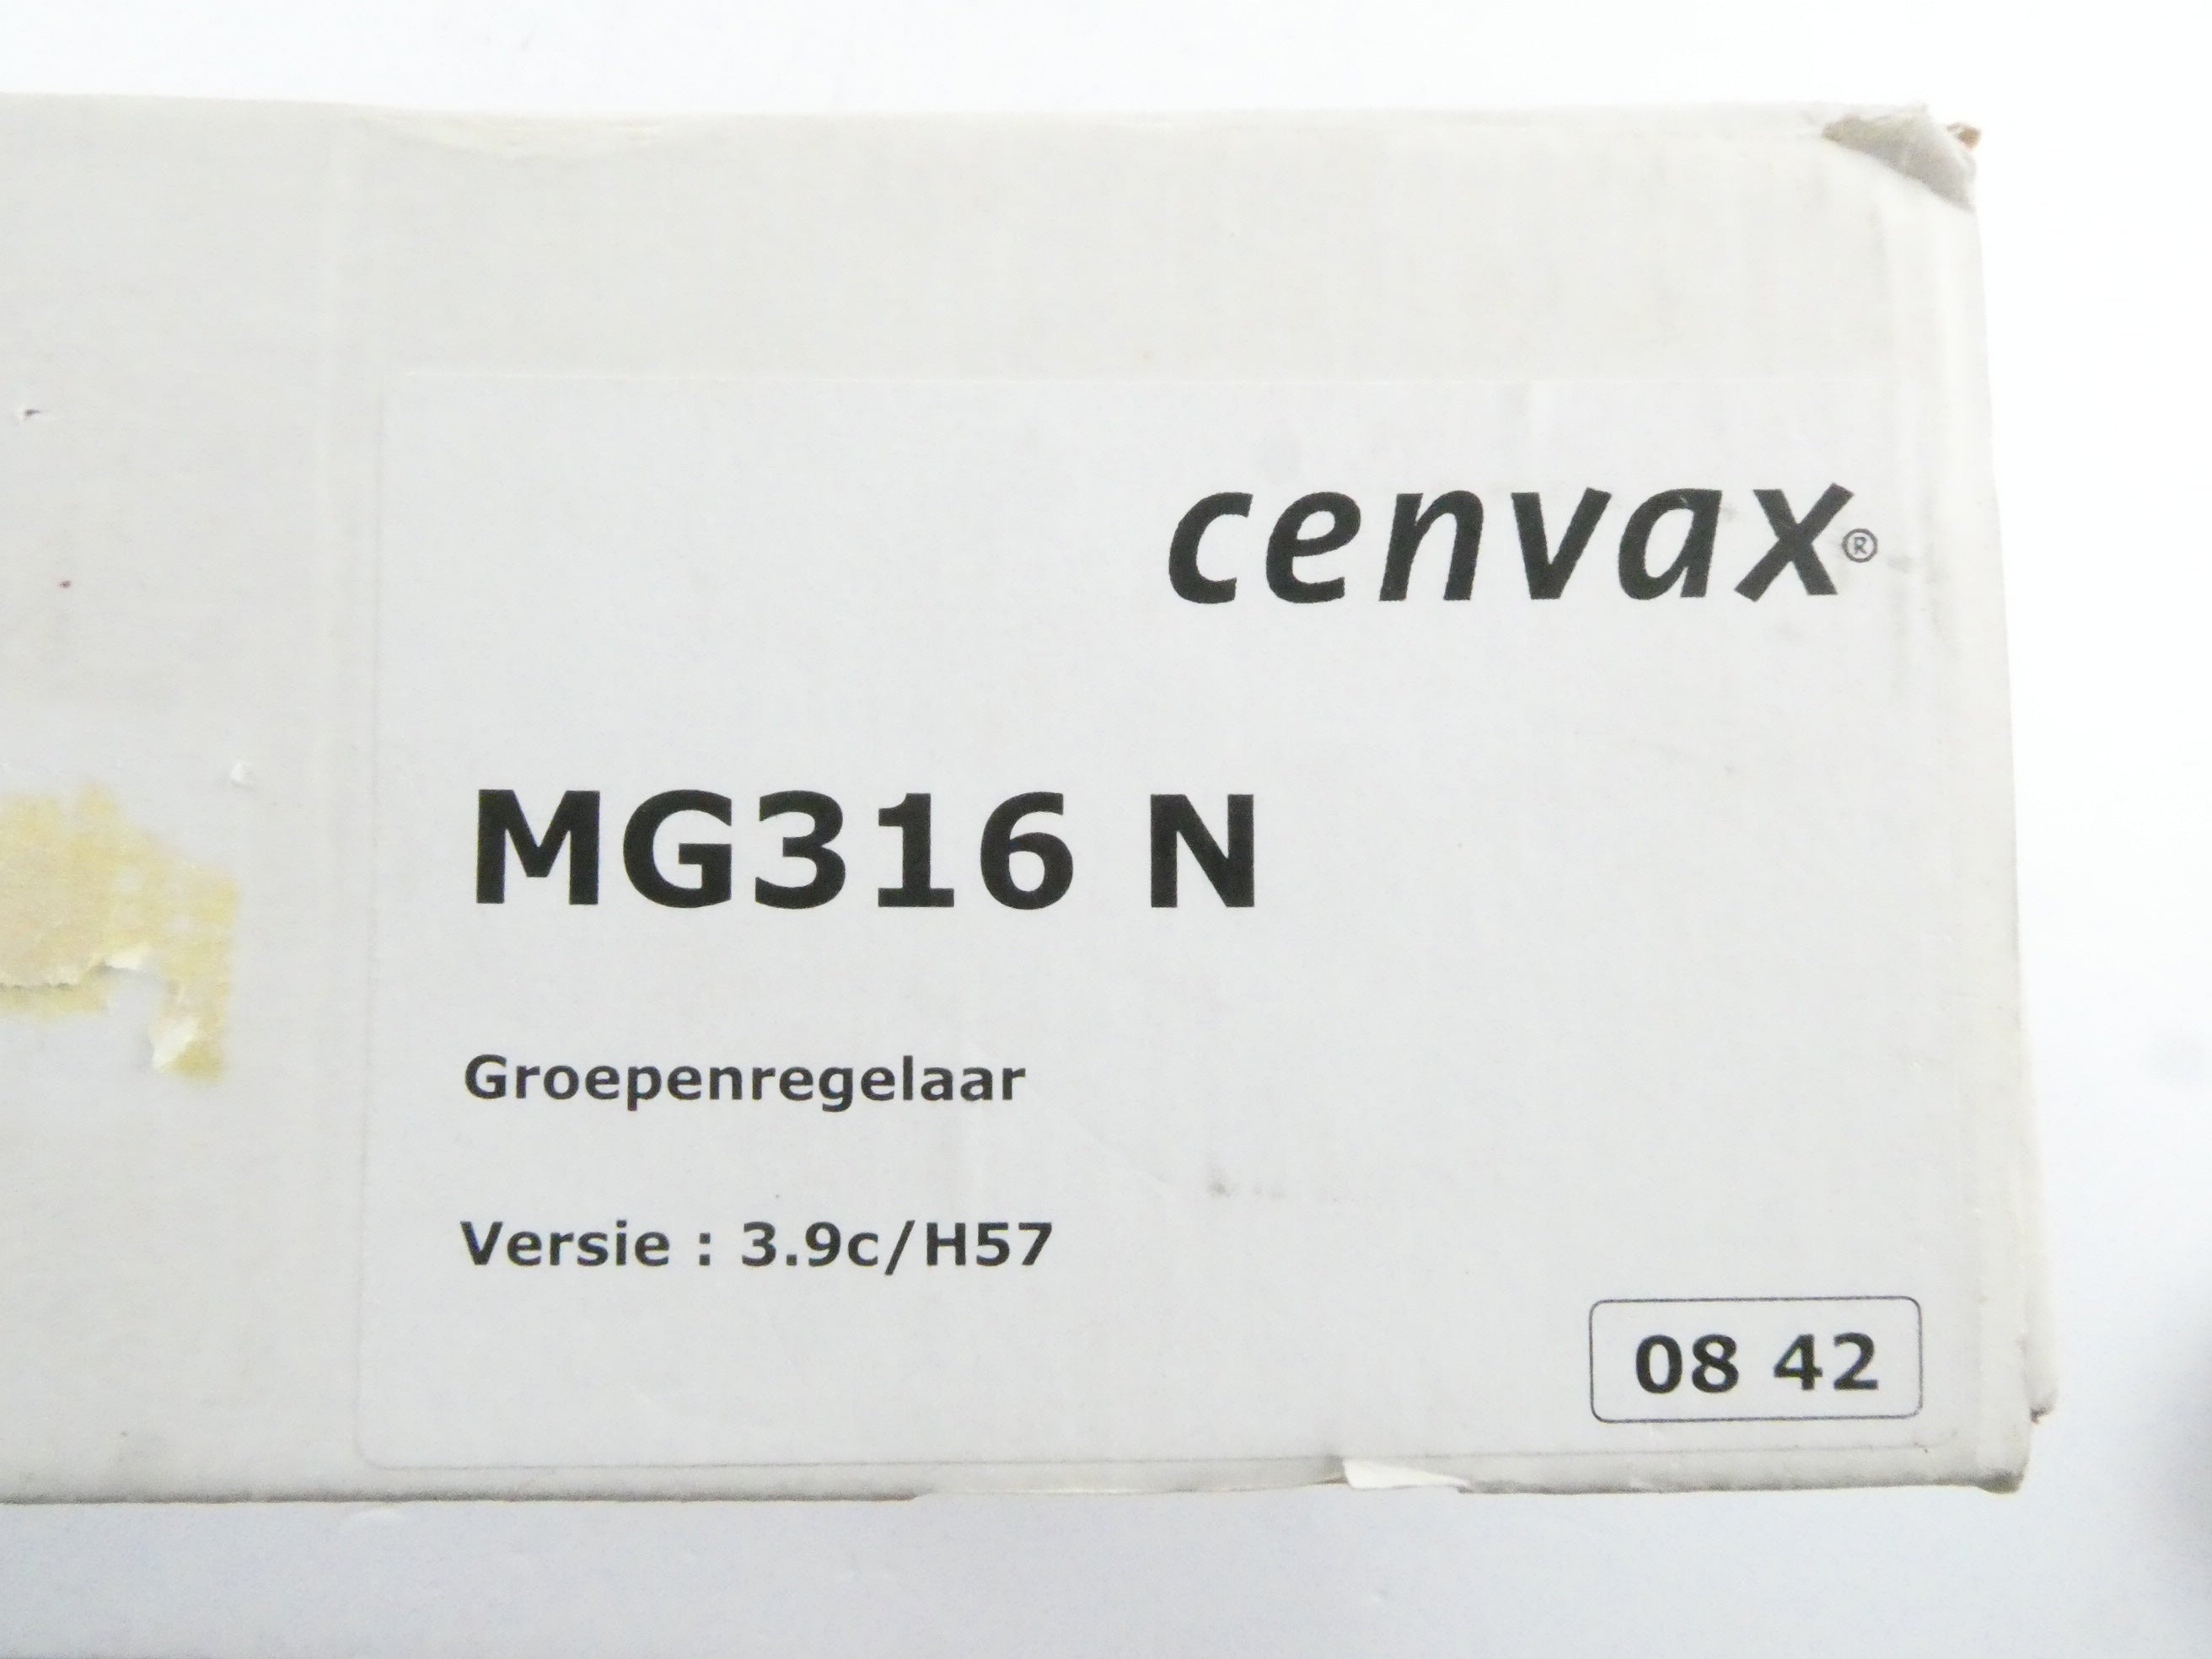 cenvax®
MG316 N
Groepenregelaar
Versie : 3.9c/H57
08 42